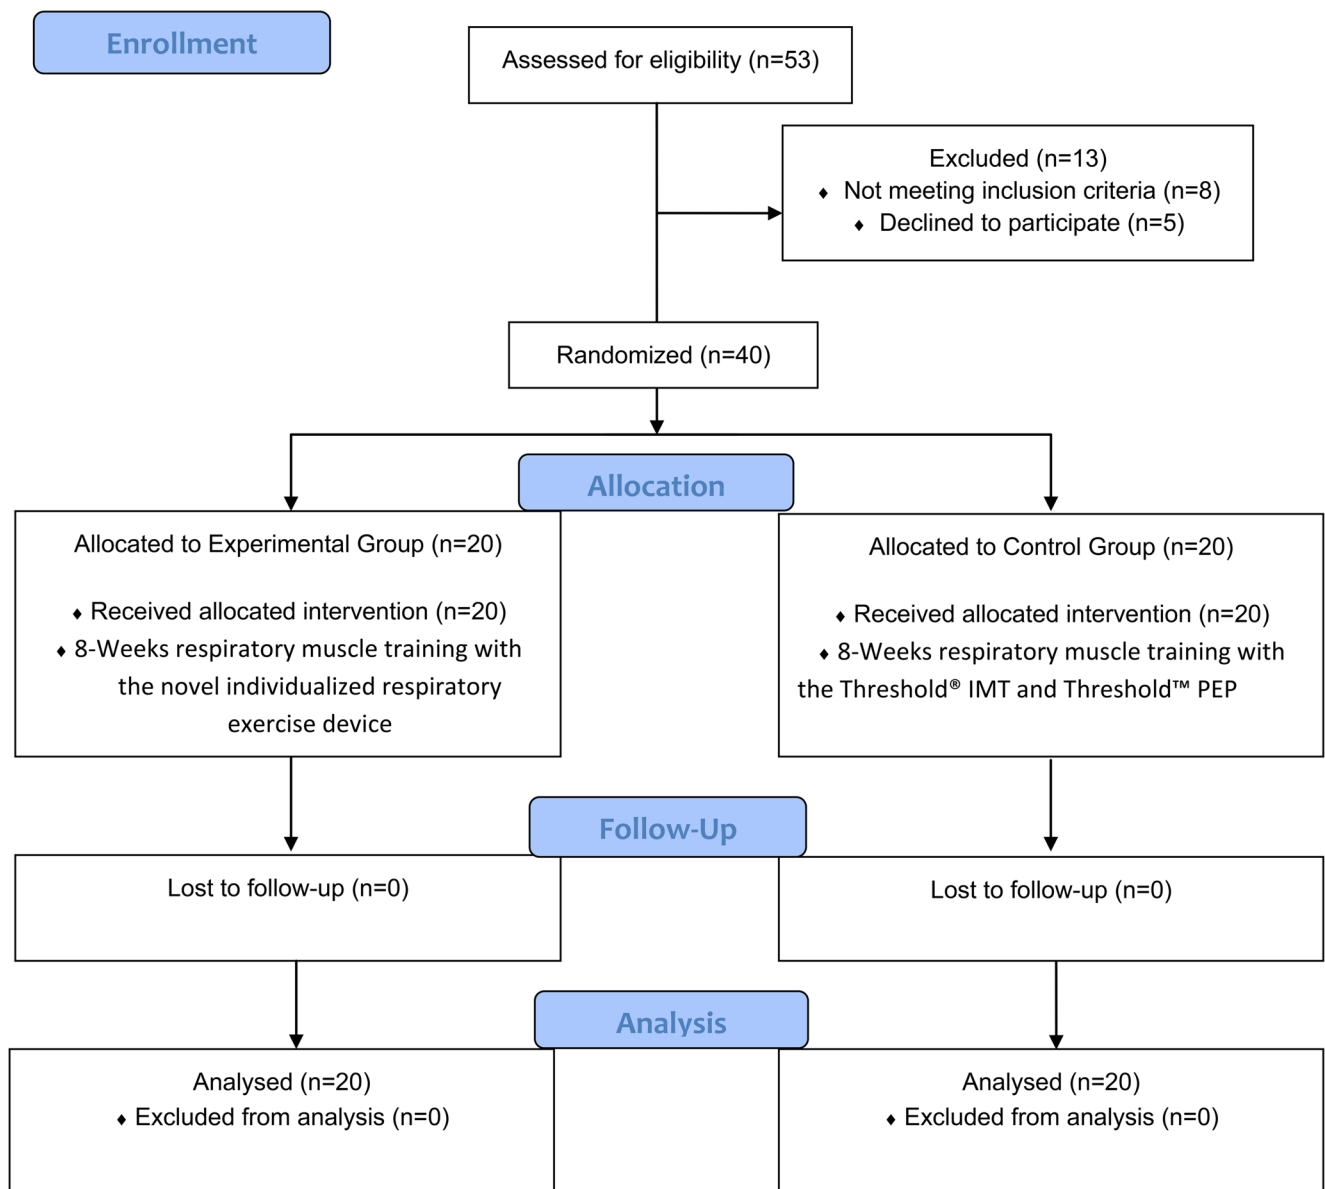 Enrollment
Assessed for eligibility (n=53)
Excluded (n=13)
♦ Not meeting inclusion criteria (n=8)
♦ Declined to participate (n=5)
Randomized (n=40)
Allocation
Allocated to Experimental Group (n=20)
♦ Received allocated intervention (n=20)
♦ 8-Weeks respiratory muscle training with
the novel individualized respiratory
exercise device
Allocated to Control Group (n=20)
♦ Received allocated intervention (n=20)
♦ 8-Weeks respiratory muscle training with
the Threshold® IMT and Threshold™ PEP
Follow-Up
Lost to follow-up (n=0)
Lost to follow-up (n=0)
Analysis
Analysed (n=20)
♦ Excluded from analysis (n=0)
Analysed (n=20)
♦ Excluded from analysis (n=0)